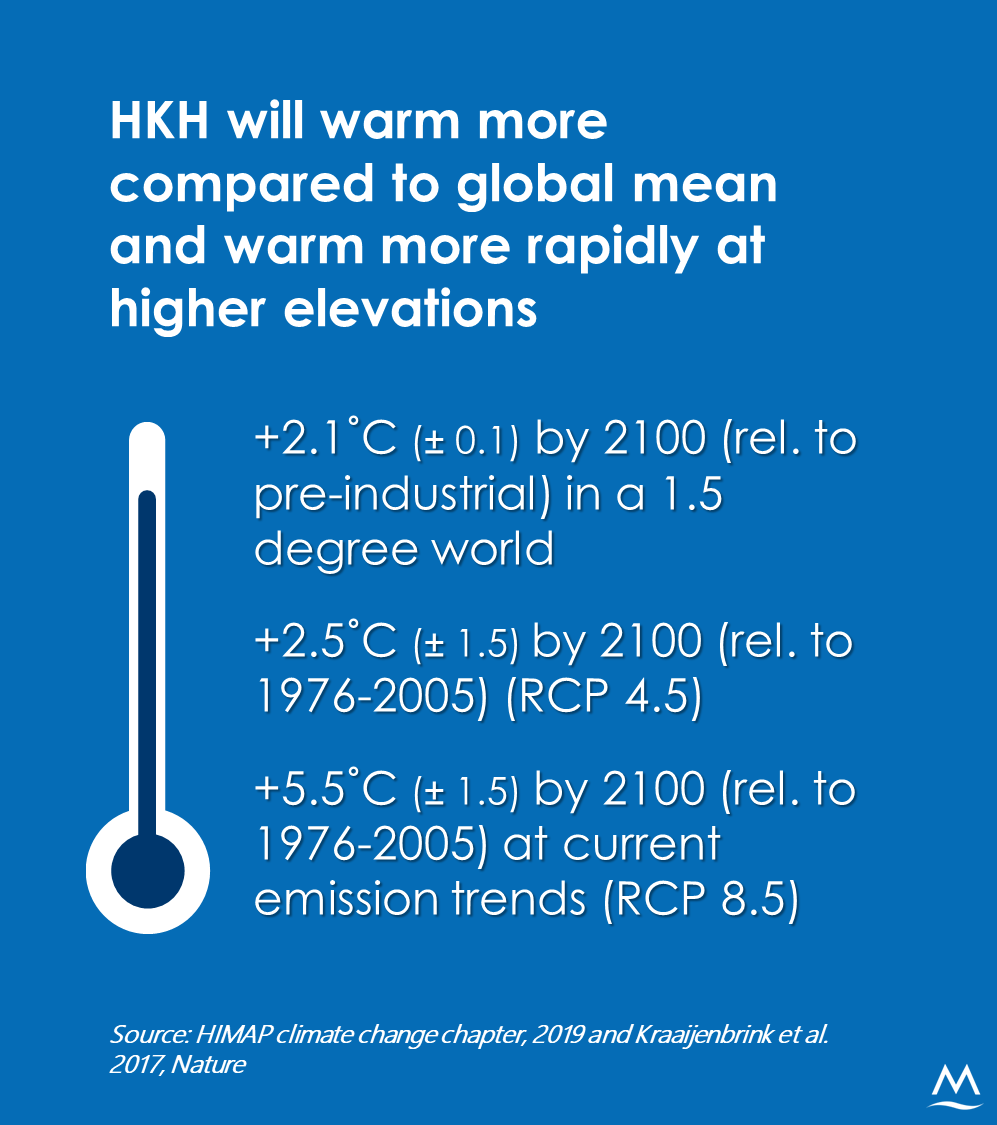 HKH will warm more
compared to global mean
and warm more rapidly at
higher elevations
+2.1˚C (± 0.1) by 2100 (rel. to
pre-industrial) in a 1.5
degree world
+2.5˚C (± 1.5) by 2100 (rel. to
1976-2005) (RCP 4.5)
+5.5˚C (± 1.5) by 2100 (rel. to
1976-2005) at current
emission trends (RCP 8.5)
Source: HIMAP climate change chapter, 2019 and Kraaijenbrink et al.
2017, Nature